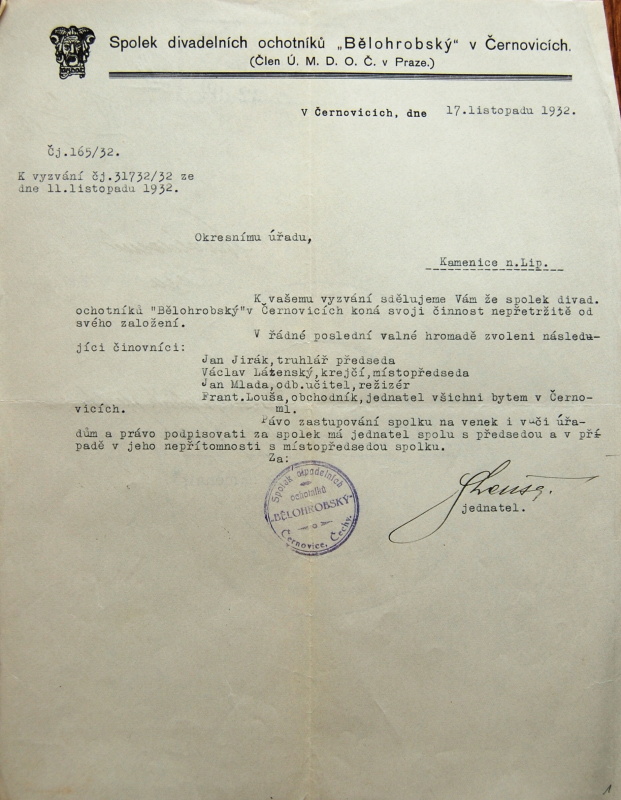 Spolek divadelních ochotníků „Bělohrobský" v Černovicích.
(Člen Ú. M. D. O. Č. v Praze.)
V Černovicích, dne 17.listopadu 1932.
Čj.165/32.
K vyzvání čj.31732/32 ze
dne 11.listopadu 1932.
Okresnímu úřadu,
Kamenice n.Lip.
K vašemu vyzvání sdělujeme Vám že spolek divad.
ochotníků "Bělohrobský"v Černovicích koná svoji činnost nepřetržitě od
svého založení.
V řádné poslední valné hromadě zvoleni následu-
jíci činovníci:
Jan Jirák,truhlář předseda
Václav Lázenský,krejčí,místopředseda
Jan Mlada,odb.učitel,režizér
Frant.Louša,obchodník,jednatel všichni bytem v Černo-
vicích. ml.
Právo zastupování spolku na venek i v-či úřa-
dům a právo podpisovati za spolek má jednatel spolu s předsedou a v pří
padě v jeho nepřítomnosti s místopředsedou spolku.
Za:
Spolek divadelních
ochotníků
„BĚLOHROBSKÝ"
Černovice, Čechy.
jednatel.
1